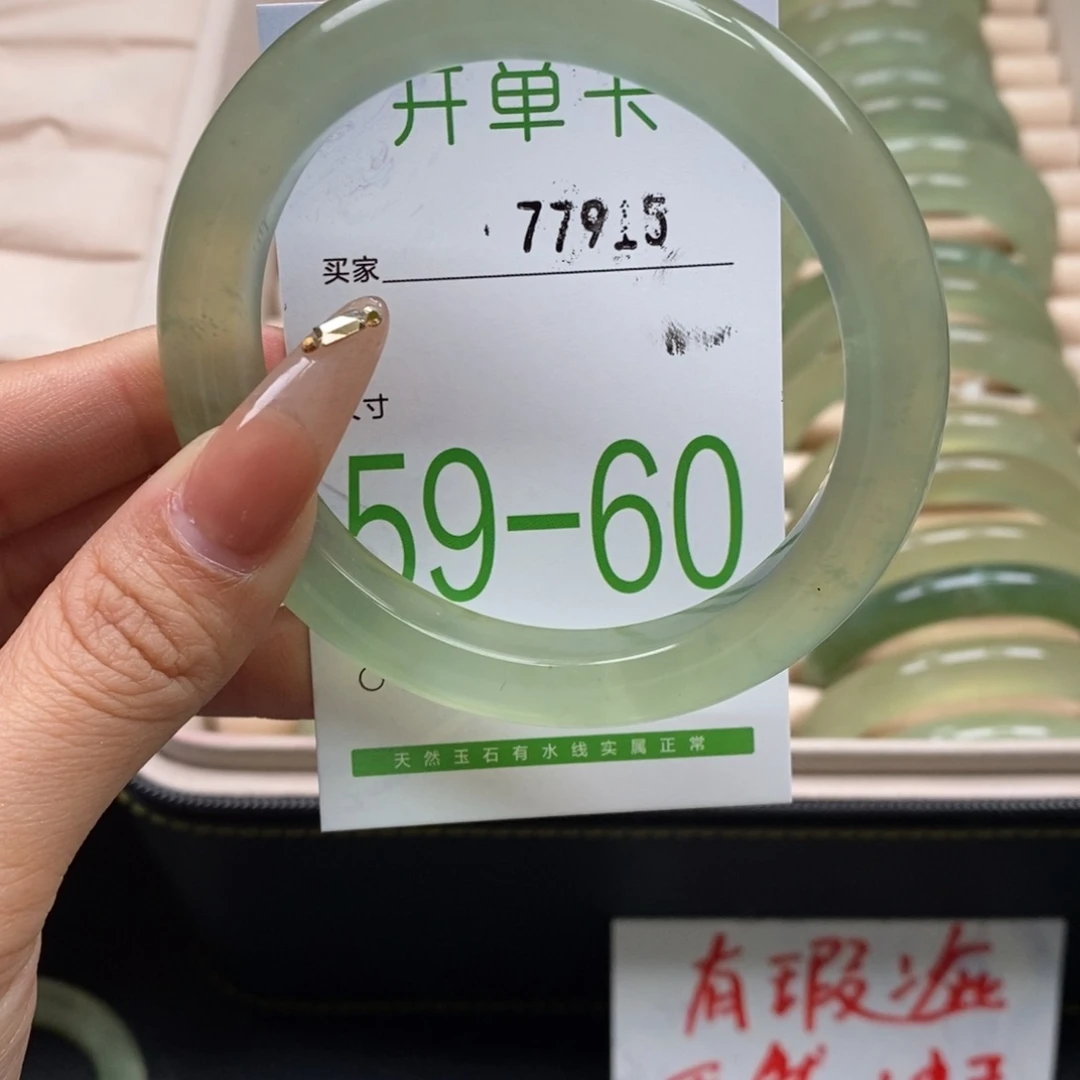 开单卡
77915
买家
寸
59-60
天然玉石有水线实属正常
有瑕疵